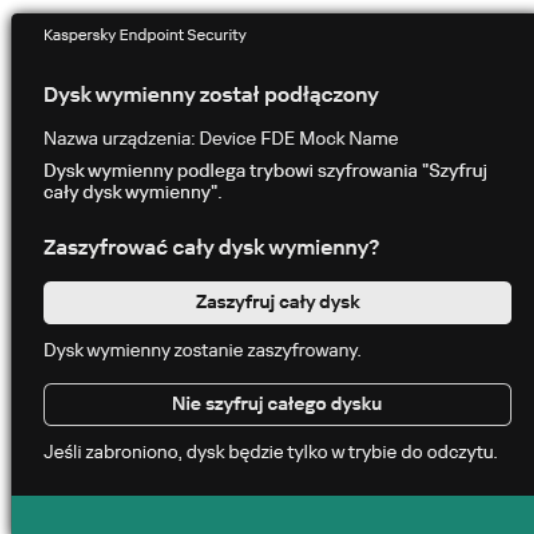 Kaspersky Endpoint Security
Dysk wymienny został podłączony
Nazwa urządzenia: Device FDE Mock Name
Dysk wymienny podlega trybowi szyfrowania "Szyfruj
cały dysk wymienny".
Zaszyfrować cały dysk wymienny?
Zaszyfruj cały dysk
Dysk wymienny zostanie zaszyfrowany.
Nie szyfruj całego dysku
Jeśli zabroniono, dysk będzie tylko w trybie do odczytu.